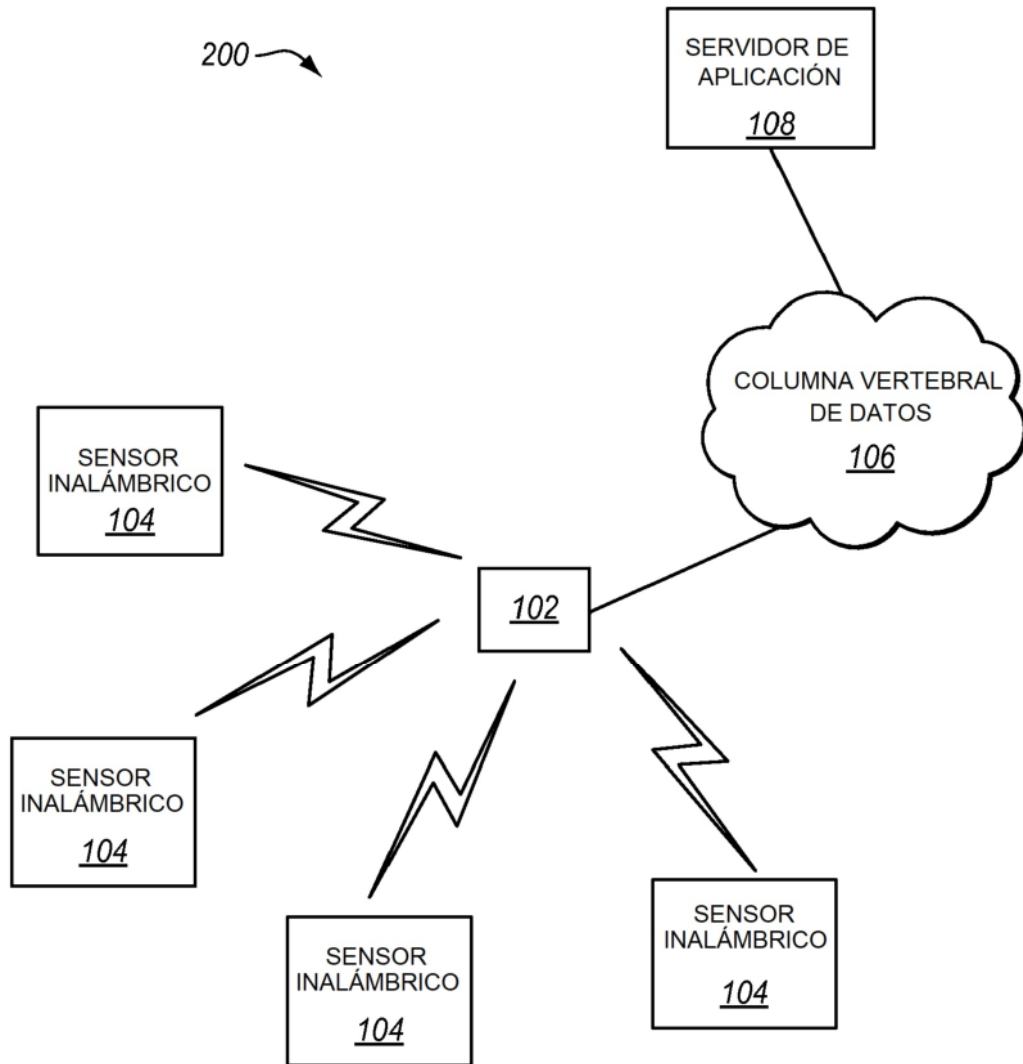 200
SERVIDOR DE
APLICACIÓN
108
COLUMNA VERTEBRAL
DE DATOS
106
SENSOR
INALÁMBRICO
104
102
SENSOR
INALÁMBRICO
104
SENSOR
INALÁMBRICO
104
SENSOR
INALÁMBRICO
104